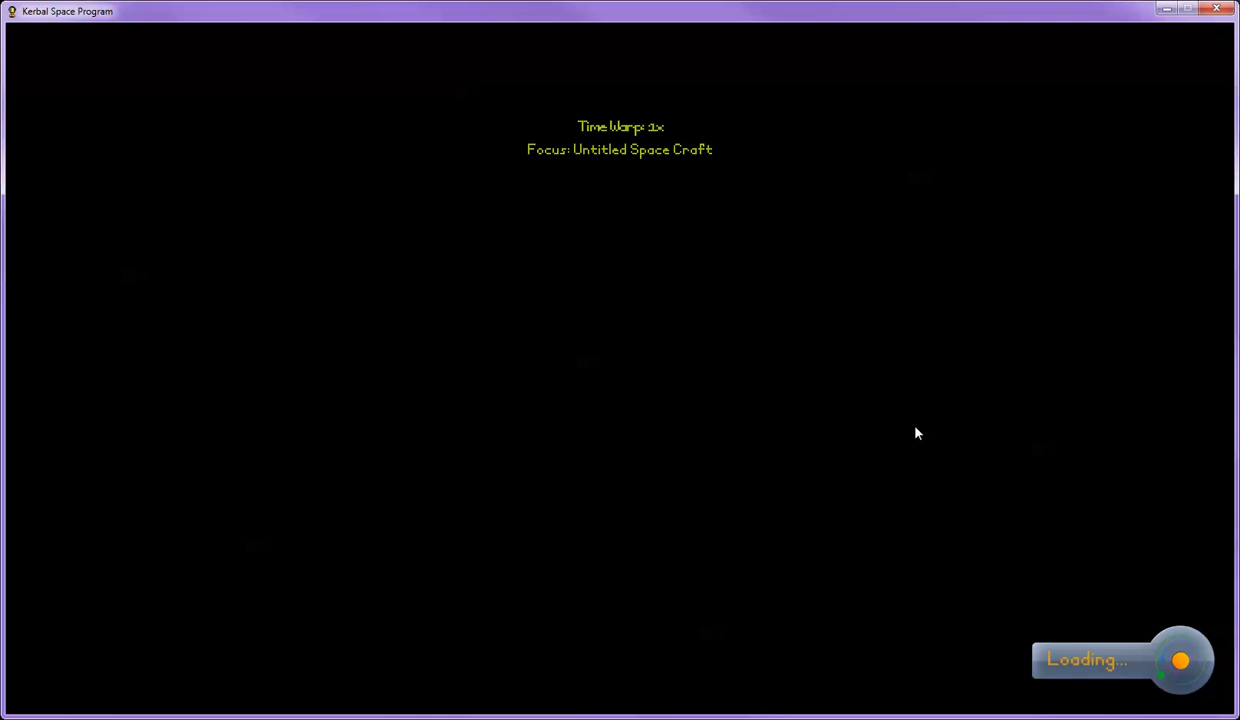 Kerbal Space Program
Time Warp: 1x
Focus: Untitled Space Craft
Loading...